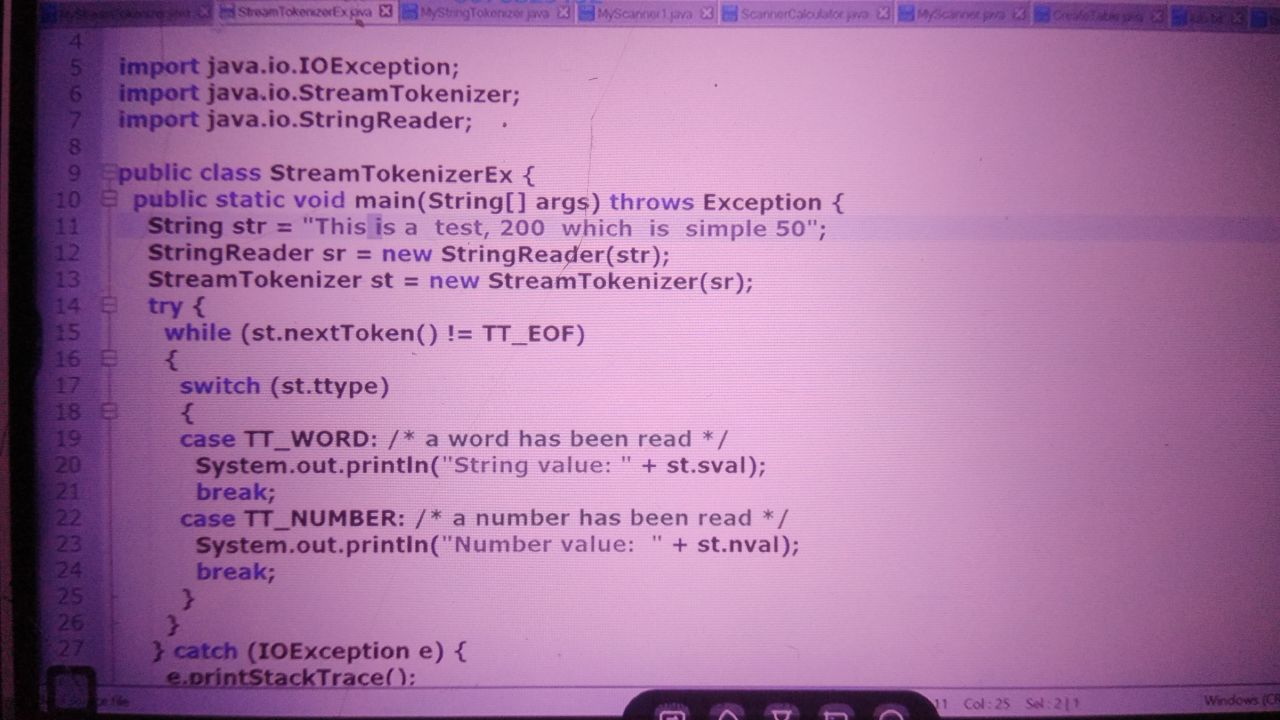 StreamTokenizerEx.java MyStringTokenizer.java MyScanner1.java ScannerCalculator.java MyScanner.java CreateTable.java
4
5 import java.io.IOException;
6 import java.io.StreamTokenizer;
7 import java.io.StringReader;
8
9 public class StreamTokenizerEx {
10 public static void main(String[] args) throws Exception {
11 String str = "This is a  test, 200  which  is  simple 50";
12 StringReader sr = new StringReader(str);
13 StreamTokenizer st = new StreamTokenizer(sr);
14 try {
15 while (st.nextToken() != TT_EOF)
16 {
17 switch (st.ttype)
18 {
19 case TT_WORD: /* a word has been read */
20 System.out.println("String value: " + st.sval);
21 break;
22 case TT_NUMBER: /* a number has been read */
23 System.out.println("Number value:  " + st.nval);
24 break;
25 }
26 }
27 } catch (IOException e) {
e.printStackTrace();
file 11 Col : 25 Sel : 2 | 1 Windows